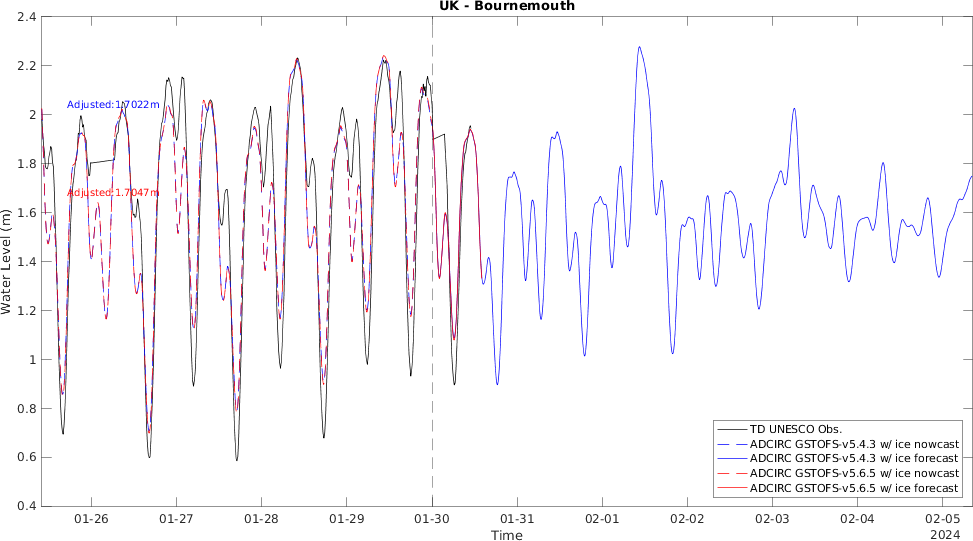 UK - Bournemouth
2.4
2.2
2
1.8
1.6
1.4
1.2
1
0.8
0.6
0.4
Water Level (m)
Adjusted:1.7022m
Adjusted:1.7047m
TD UNESCO Obs.
ADCIRC GSTOFS-v5.4.3 w/ ice nowcast
ADCIRC GSTOFS-v5.4.3 w/ ice forecast
ADCIRC GSTOFS-v5.6.5 w/ ice nowcast
ADCIRC GSTOFS-v5.6.5 w/ ice forecast
01-26 01-27 01-28 01-29 01-30 01-31 02-01 02-02 02-03 02-04 02-05
Time
2024